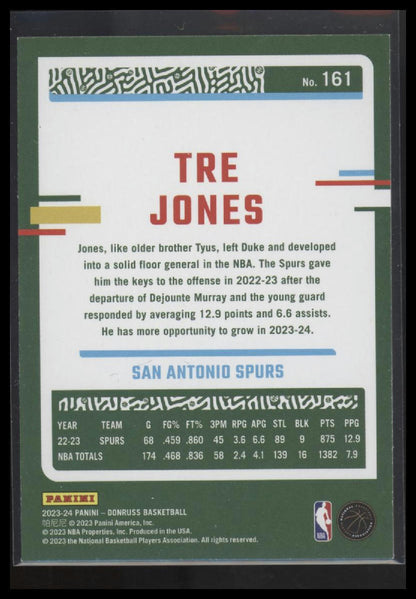 No. 161
TRE
JONES
Jones, like older brother Tyus, left Duke and developed
into a solid floor general in the NBA. The Spurs gave
him the keys to the offense in 2022-23 after the
departure of Dejounte Murray and the young guard
responded by averaging 12.9 points and 6.6 assists.
He has more opportunity to grow in 2023-24.
SAN ANTONIO SPURS
YEAR TEAM G FG% FT% 3PM RPG APG STL BLK PTS PPG
22-23 SPURS 68 .459 .860 45 3.6 6.6 89 9 875 12.9
NBA TOTALS 174 .468 .836 58 2.4 4.1 139 16 1382 7.9
PANINI
2023-24 PANINI – DONRUSS BASKETBALL
帕尼尼 © 2023 Panini America, Inc.
© 2023 NBA Properties, Inc. Produced in the USA.
© 2023 the National Basketball Players Association. All rights reserved.
NBA